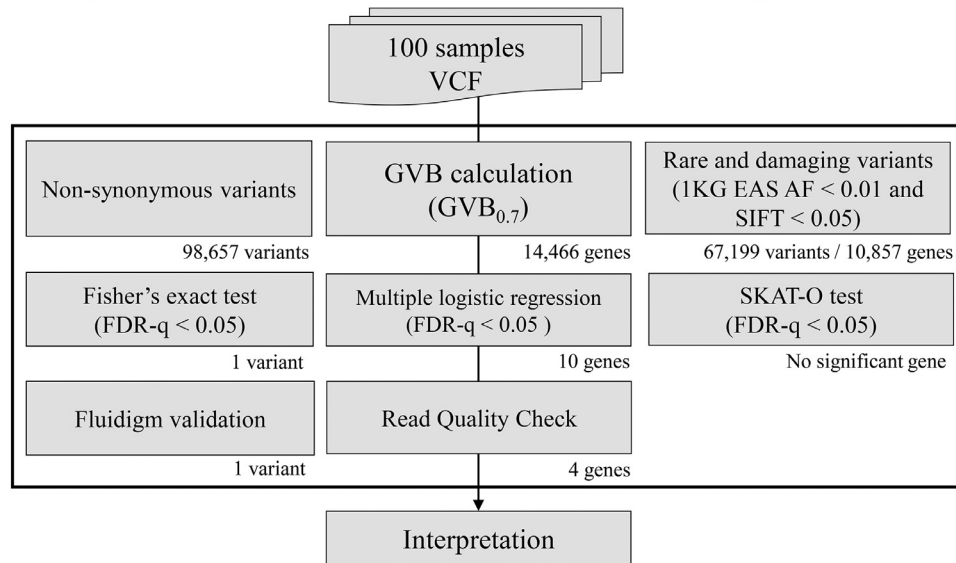 100 samples
VCF
Non-synonymous variants
98,657 variants
GVB calculation
(GVB0.7)
14,466 genes
Rare and damaging variants
(1KG EAS AF < 0.01 and
SIFT < 0.05)
67,199 variants / 10,857 genes
Fisher’s exact test
(FDR-q < 0.05)
1 variant
Multiple logistic regression
(FDR-q < 0.05 )
10 genes
SKAT-O test
(FDR-q < 0.05)
No significant gene
Fluidigm validation
1 variant
Read Quality Check
4 genes
Interpretation